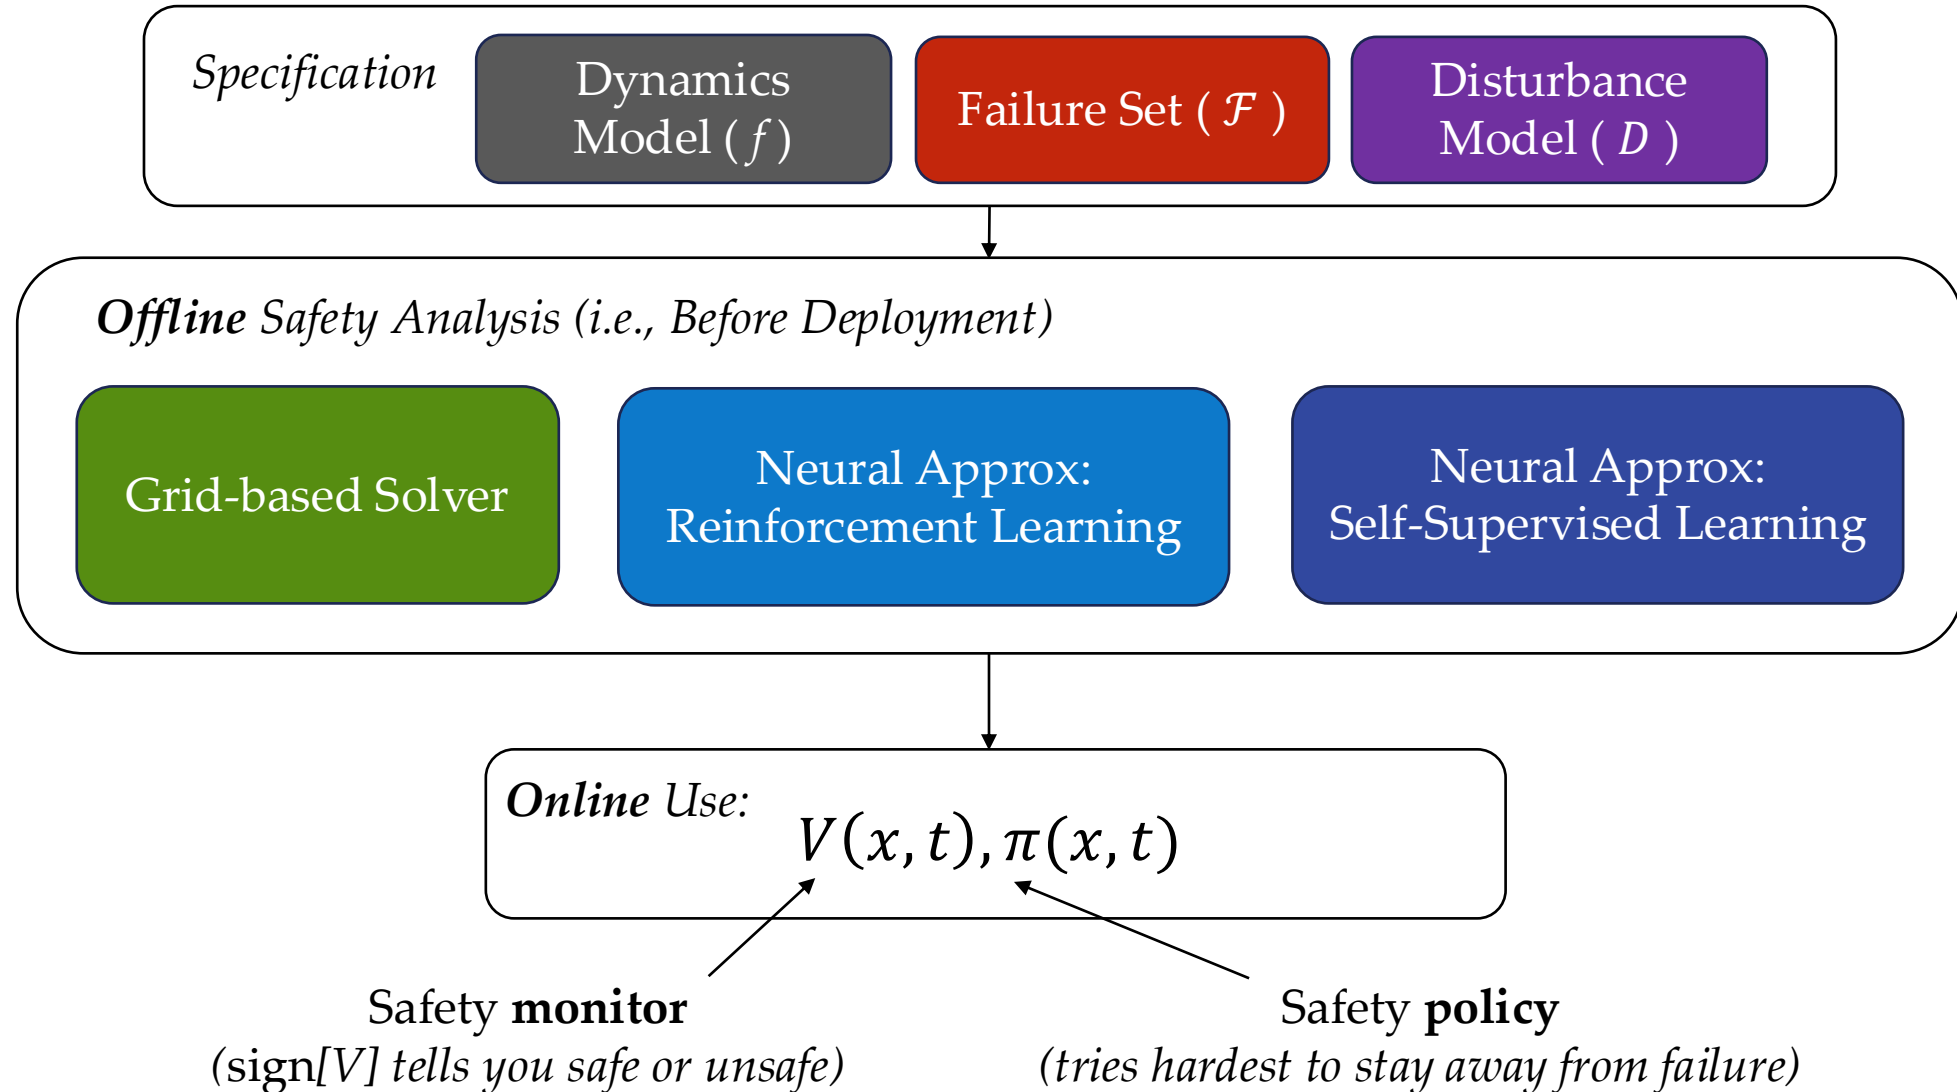 Specification
Dynamics
Model ( f )
Failure Set ( ℱ )
Disturbance
Model ( D )
Offline Safety Analysis (i.e., Before Deployment)
Grid-based Solver
Neural Approx:
Reinforcement Learning
Neural Approx:
Self-Supervised Learning
Online Use:
V(x, t), π(x, t)
Safety monitor
(sign[V] tells you safe or unsafe)
Safety policy
(tries hardest to stay away from failure)